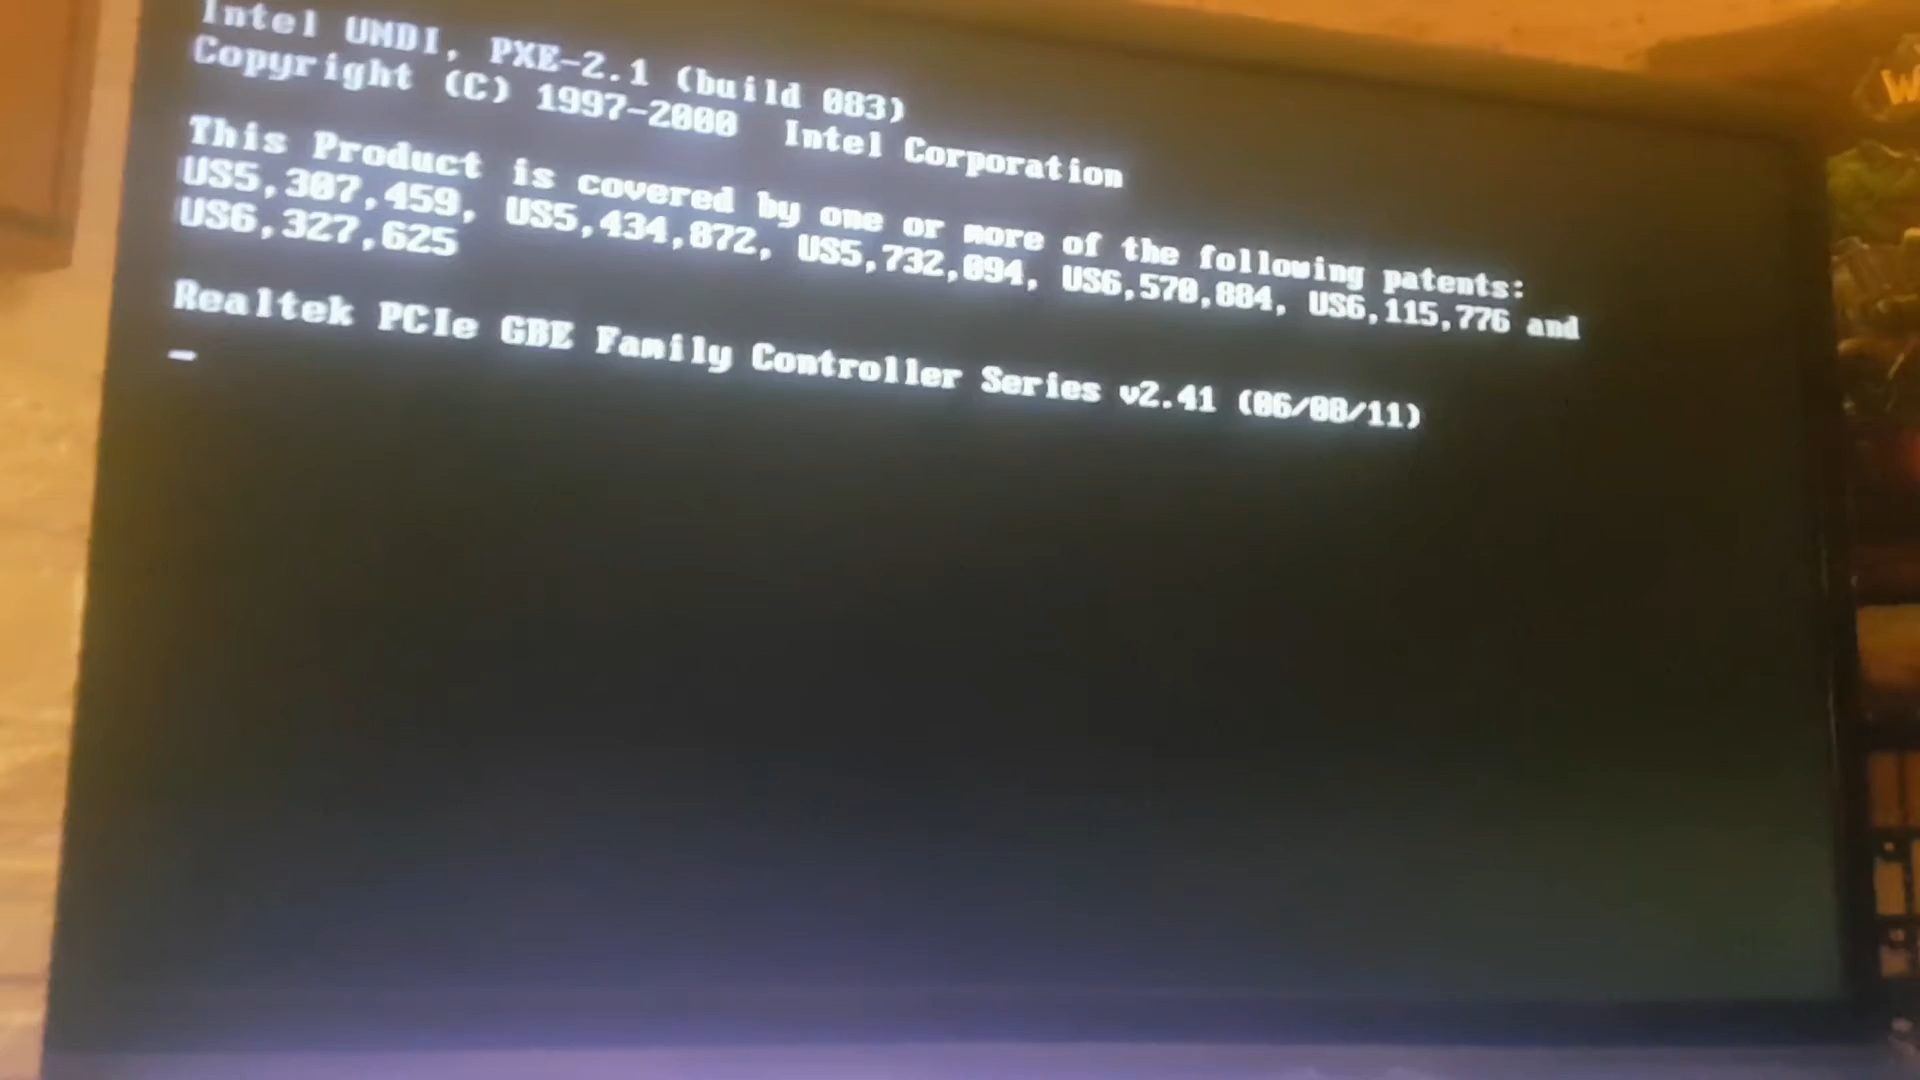 Intel UNDI, PXE-2.1 (build 083)
Copyright (C) 1997-2000  Intel Corporation
This Product is covered by one or more of the following patents:
US5,307,459, US5,434,872, US5,732,094, US6,570,884, US6,115,776 and
US6,327,625
Realtek PCIe GBE Family Controller Series v2.41 (06/08/11)